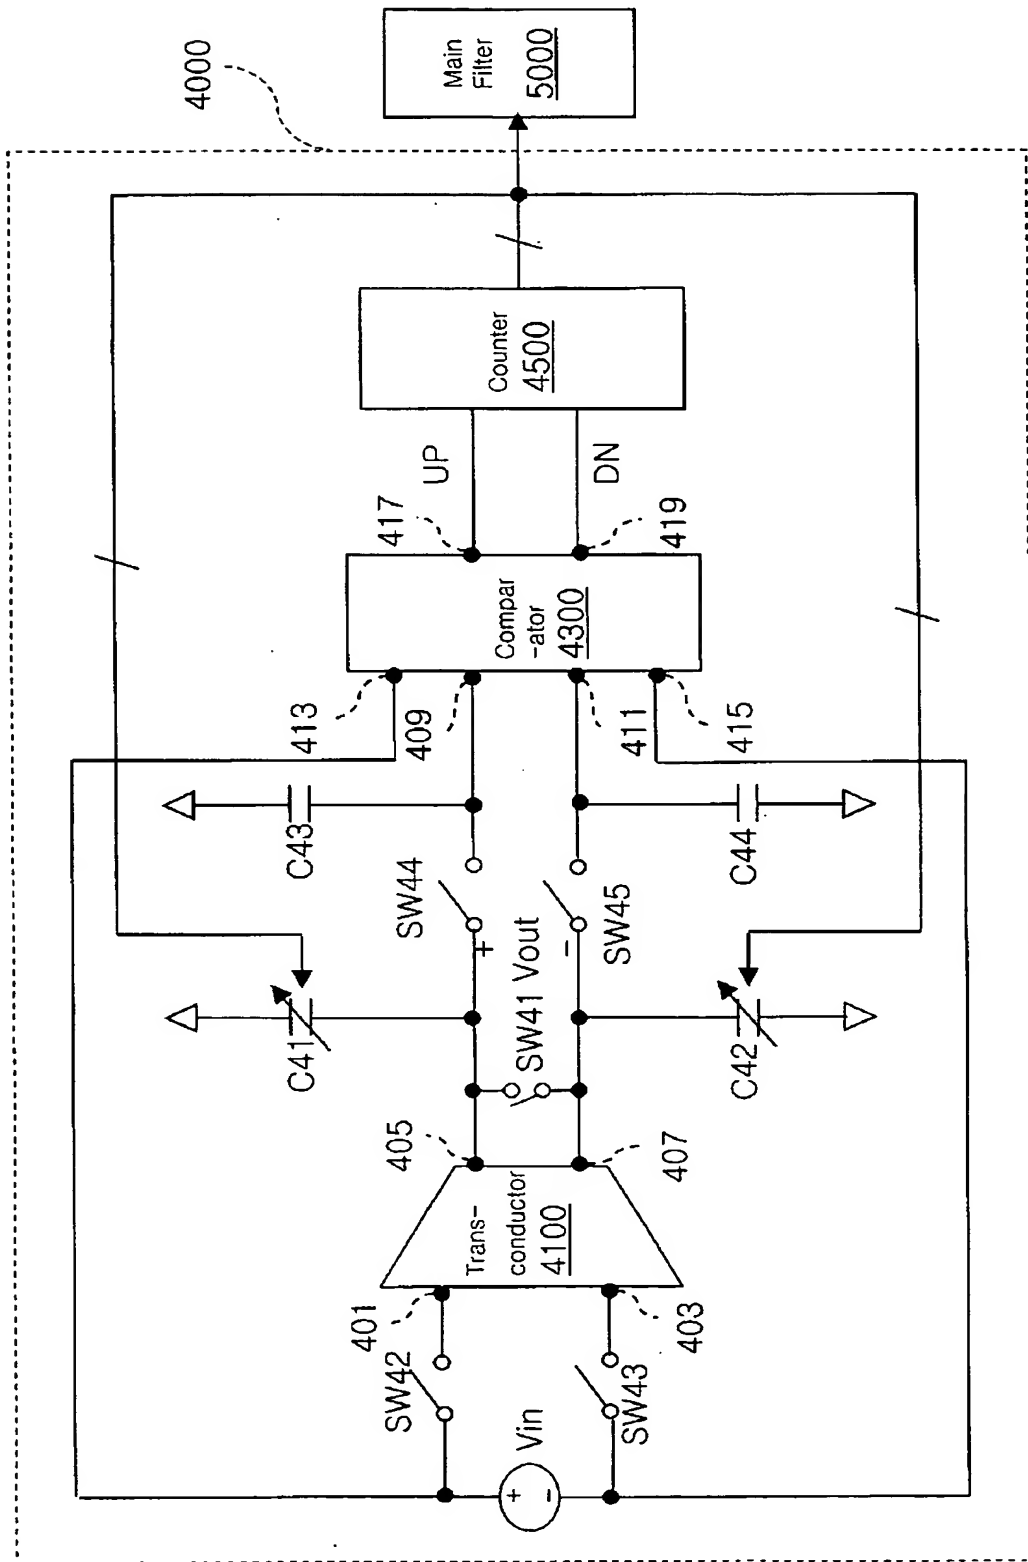 4000
Main
Filter
5000
Counter
4500
UP
DN
417
419
Compar
-ator
4300
413
409
411
415
C43
C44
SW44
SW45
+
Vout
-
SW41
C41
C42
405
407
Trans-
conductor
4100
401
403
SW42
SW43
Vin
+
-